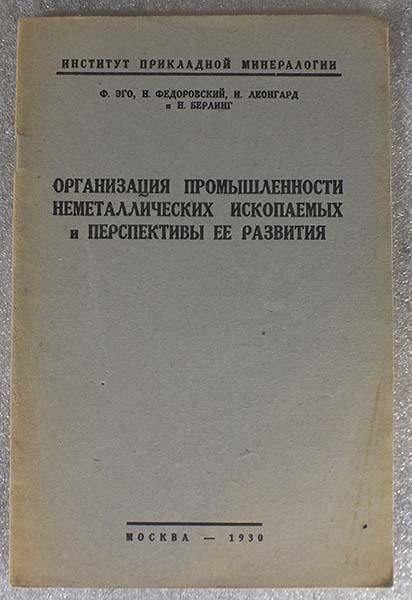 ИНСТИТУТ ПРИКЛАДНОЙ МИНЕРАЛОГИИ
Ф. ЭГО, Н. ФЕДОРОВСКИЙ, И. ЛЕОНГАРД
и Н. БЕРЛИНГ
ОРГАНИЗАЦИЯ ПРОМЫШЛЕННОСТИ
НЕМЕТАЛЛИЧЕСКИХ ИСКОПАЕМЫХ
и ПЕРСПЕКТИВЫ ЕЕ РАЗВИТИЯ
МОСКВА — 1930